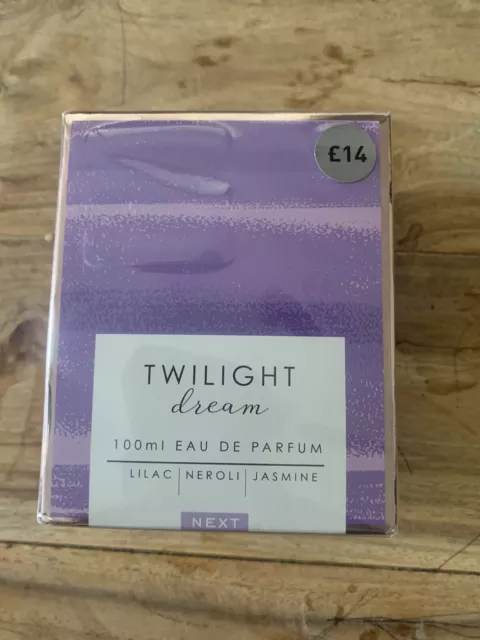 £14
TWILIGHT
dream
100ml EAU DE PARFUM
LILAC | NEROLI | JASMINE
NEXT